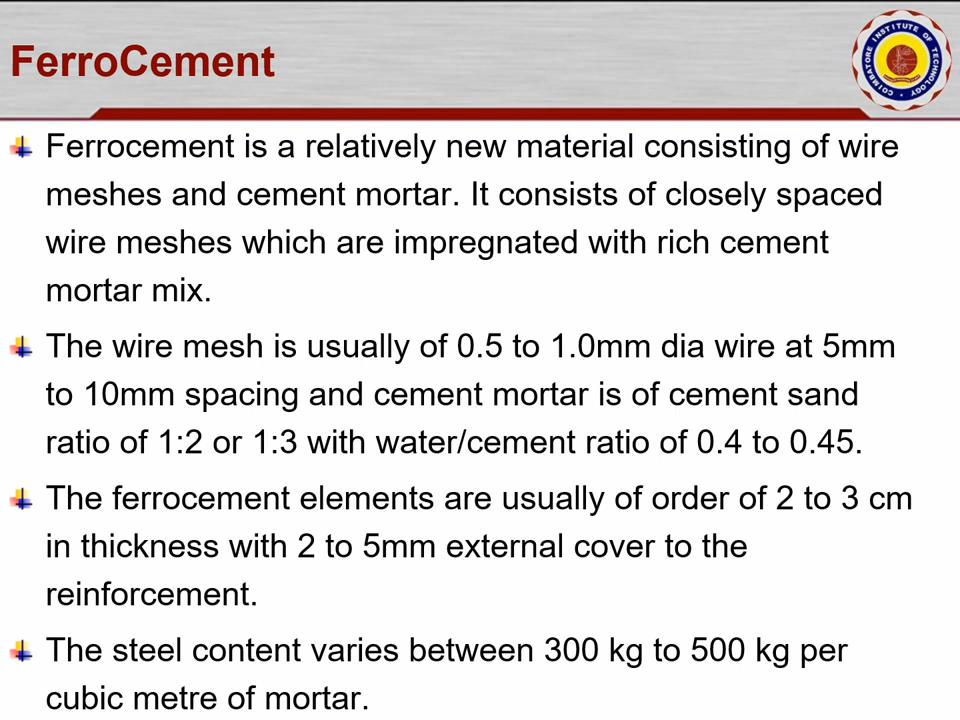 FerroCement
COIMBATORE INSTITUTE OF TECHNOLOGY
Ferrocement is a relatively new material consisting of wire
meshes and cement mortar. It consists of closely spaced
wire meshes which are impregnated with rich cement
mortar mix.
The wire mesh is usually of 0.5 to 1.0mm dia wire at 5mm
to 10mm spacing and cement mortar is of cement sand
ratio of 1:2 or 1:3 with water/cement ratio of 0.4 to 0.45.
The ferrocement elements are usually of order of 2 to 3 cm
in thickness with 2 to 5mm external cover to the
reinforcement.
The steel content varies between 300 kg to 500 kg per
cubic metre of mortar.